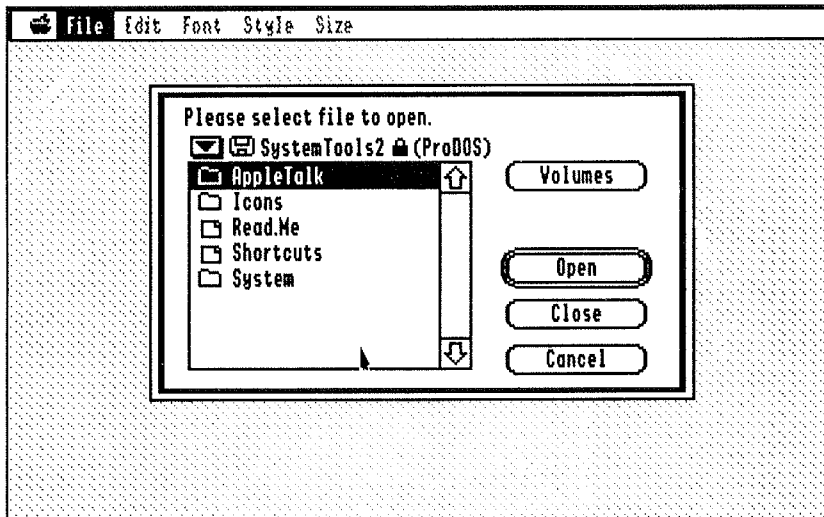 File Edit Font Style Size
Please select file to open.
SystemTools2 (ProDOS)
AppleTalk
Icons
Read.Me
Shortcuts
System
Volumes
Open
Close
Cancel